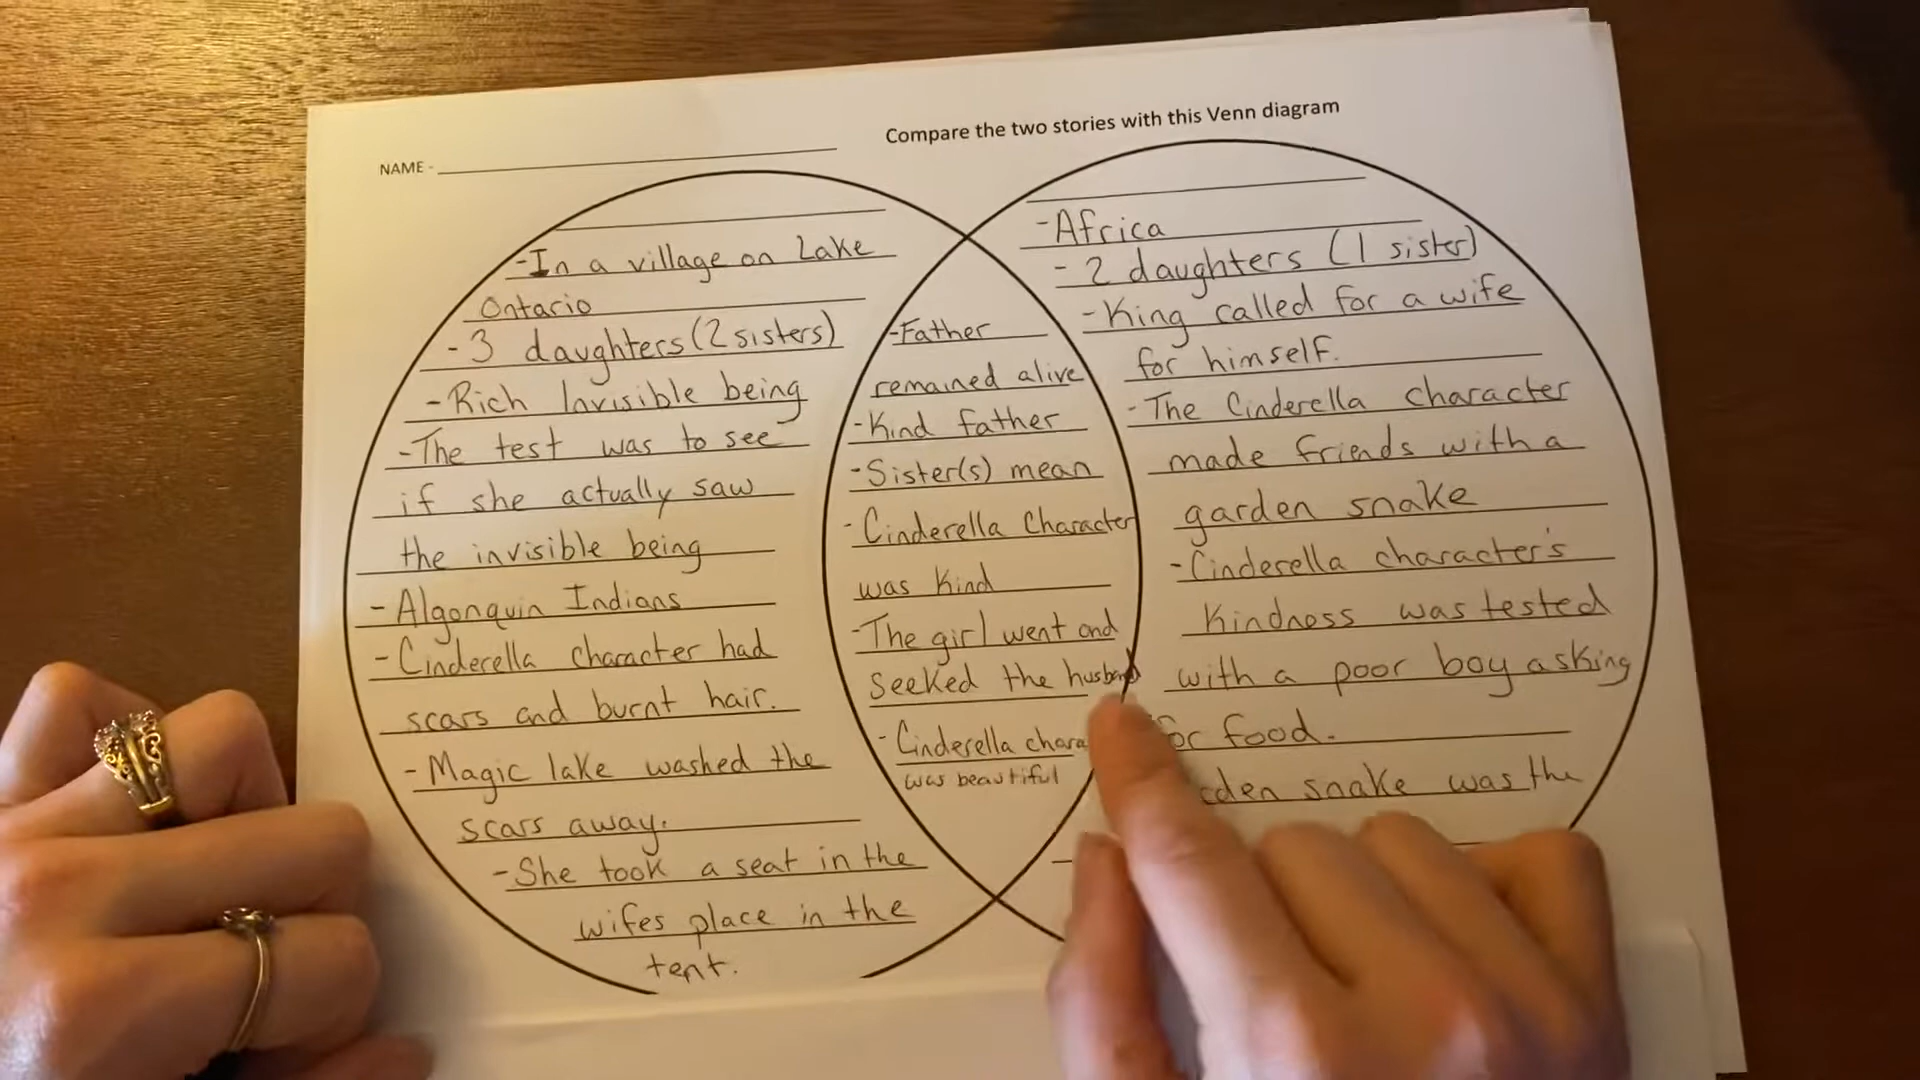 Compare the two stories with this Venn diagram
NAME -
-In a village on Lake
Ontario
-3 daughters (2 sisters)
-Rich Invisible being
-The test was to see
if she actually saw
the invisible being
-Algonquin Indians
-Cinderella character had
scars and burnt hair.
-Magic lake washed the
scars away.
-She took a seat in the
wifes place in the
tent.
-Father
remained alive
-Kind father
-Sister(s) mean
-Cinderella Character
was kind
-The girl went and
seeked the husband
-Cinderella chara
was beautiful
-Africa
-2 daughters (1 sister)
-King called for a wife
for himself.
-The Cinderella character
made friends with a
garden snake
-Cinderella character's
Kindness was tested
with a poor boy asking
for food.
snake was the